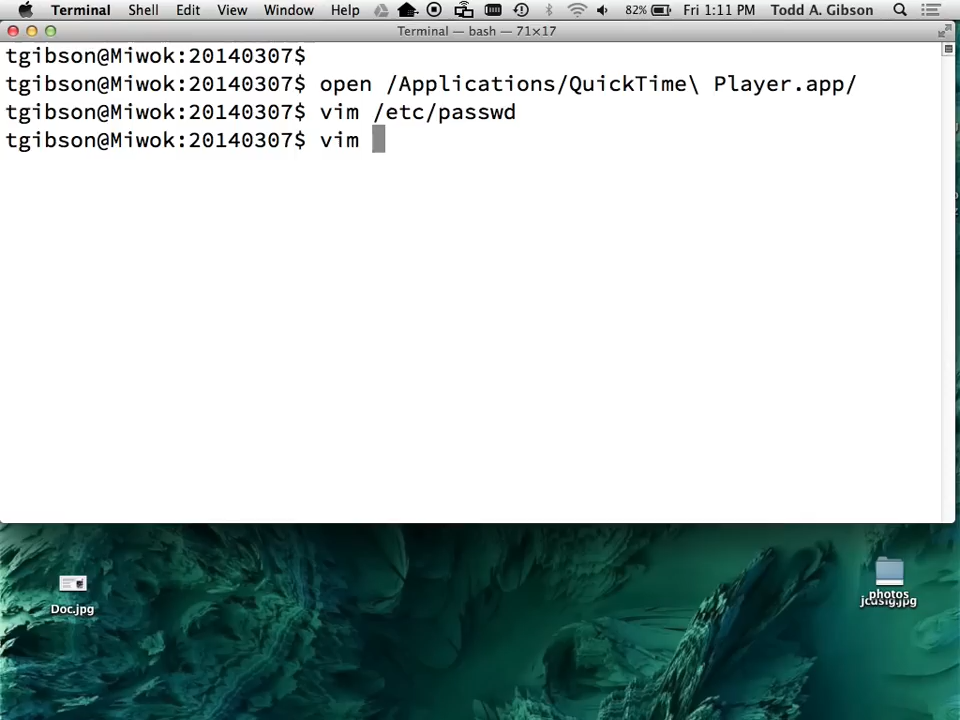 Terminal Shell Edit View Window Help 82% Fri 1:11 PM Todd A. Gibson
Terminal — bash — 71×17
tgibson@Miwok:20140307$
tgibson@Miwok:20140307$ open /Applications/QuickTime\ Player.app/
tgibson@Miwok:20140307$ vim /etc/passwd
tgibson@Miwok:20140307$ vim
Doc.jpg
photos
jcusig.jpg